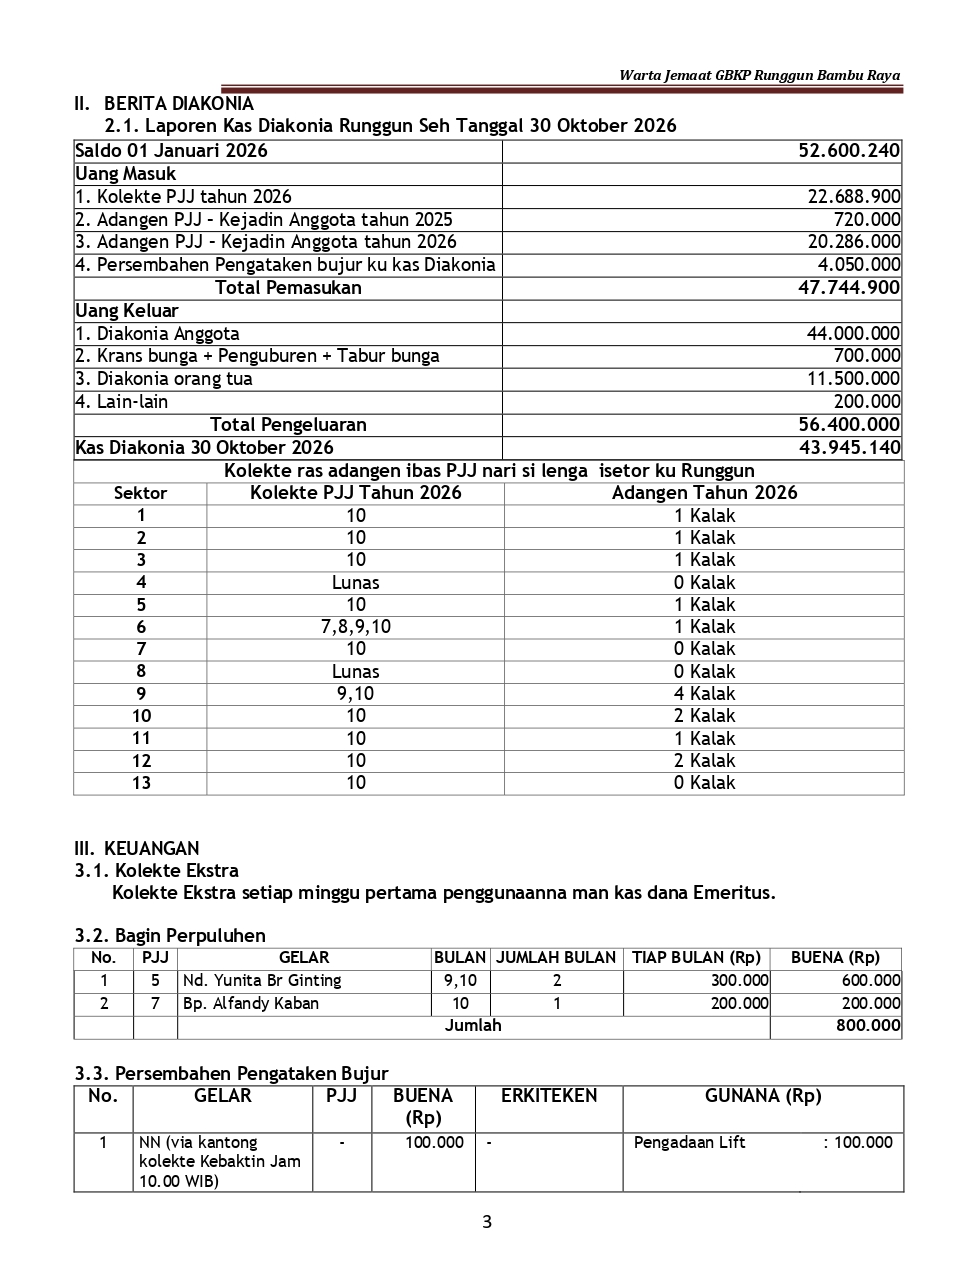 Warta Jemaat GBKP Runggun Bambu Raya
II. BERITA DIAKONIA
2.1. Laporen Kas Diakonia Runggun Seh Tanggal 30 Oktober 2026
Saldo 01 Januari 2026 52.600.240
Uang Masuk
1. Kolekte PJJ tahun 2026 22.688.900
2. Adangen PJJ – Kejadin Anggota tahun 2025 720.000
3. Adangen PJJ – Kejadin Anggota tahun 2026 20.286.000
4. Persembahen Pengataken bujur ku kas Diakonia 4.050.000
Total Pemasukan 47.744.900
Uang Keluar
1. Diakonia Anggota 44.000.000
2. Krans bunga + Penguburen + Tabur bunga 700.000
3. Diakonia orang tua 11.500.000
4. Lain-lain 200.000
Total Pengeluaran 56.400.000
Kas Diakonia 30 Oktober 2026 43.945.140
Kolekte ras adangen ibas PJJ nari si lenga isetor ku Runggun
Sektor Kolekte PJJ Tahun 2026 Adangen Tahun 2026
1 10 1 Kalak
2 10 1 Kalak
3 10 1 Kalak
4 Lunas 0 Kalak
5 10 1 Kalak
6 7,8,9,10 1 Kalak
7 10 0 Kalak
8 Lunas 0 Kalak
9 9,10 4 Kalak
10 10 2 Kalak
11 10 1 Kalak
12 10 2 Kalak
13 10 0 Kalak
III. KEUANGAN
3.1. Kolekte Ekstra
Kolekte Ekstra setiap minggu pertama penggunaanna man kas dana Emeritus.
3.2. Bagin Perpuluhen
No. PJJ GELAR BULAN JUMLAH BULAN TIAP BULAN (Rp) BUENA (Rp)
1 5 Nd. Yunita Br Ginting 9,10 2 300.000 600.000
2 7 Bp. Alfandy Kaban 10 1 200.000 200.000
Jumlah 800.000
3.3. Persembahen Pengataken Bujur
No. GELAR PJJ BUENA ERKITEKEN GUNANA (Rp)
(Rp)
1 NN (via kantong - 100.000 - Pengadaan Lift : 100.000
kolekte Kebaktin Jam
10.00 WIB)
3